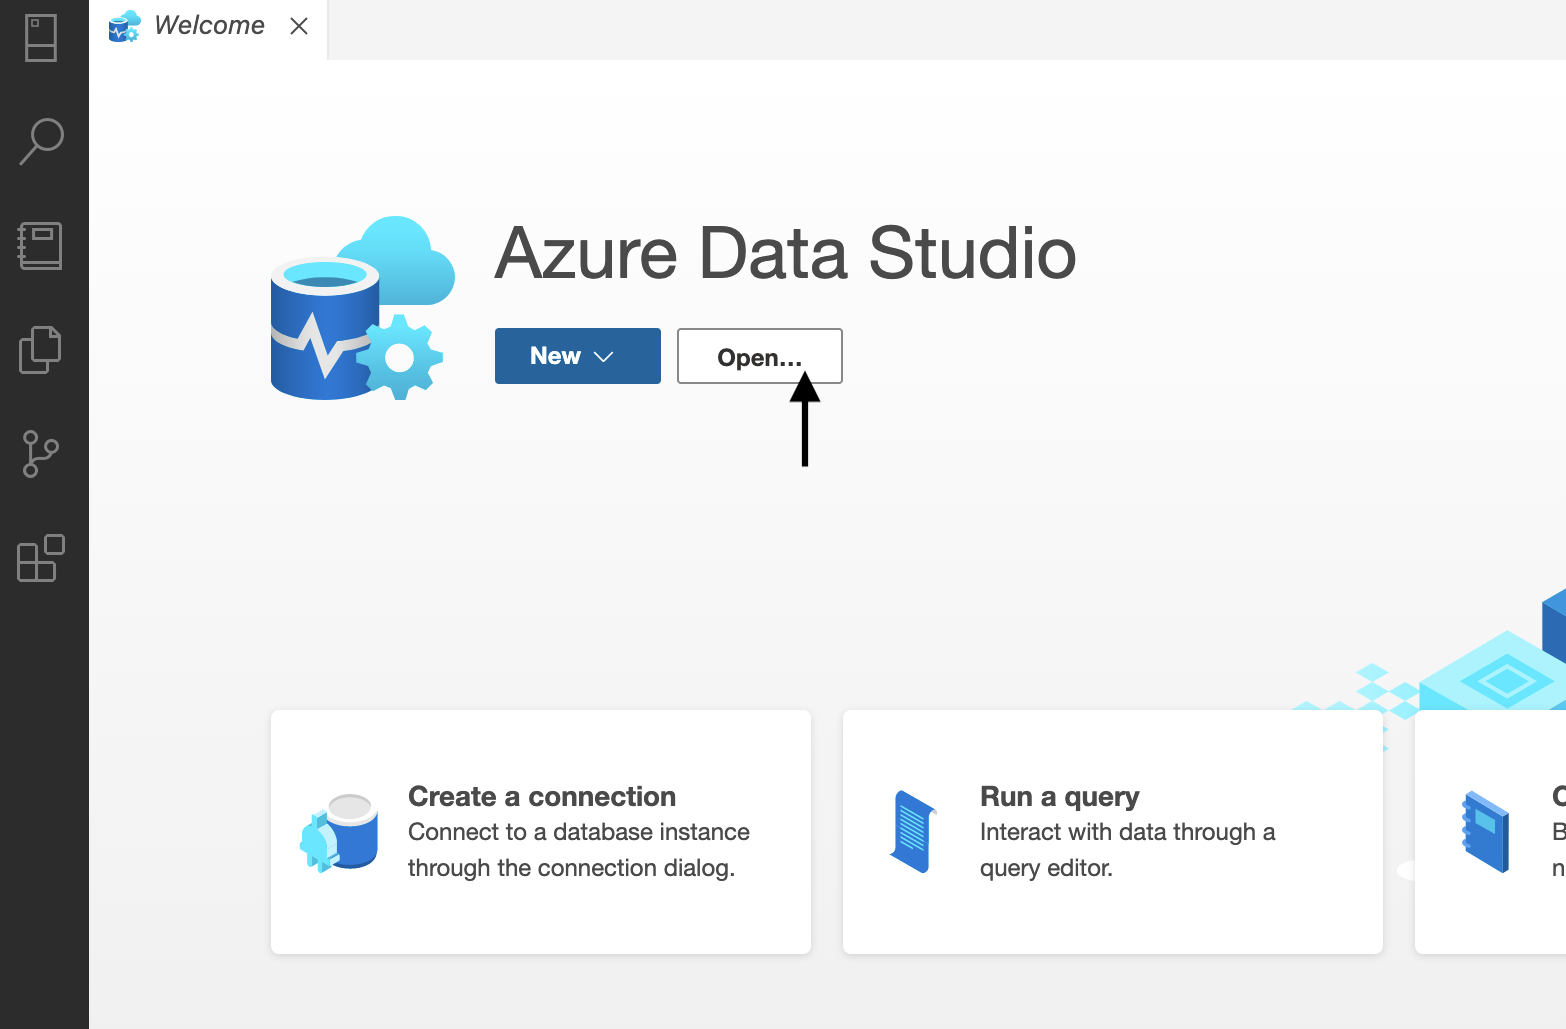 Welcome
Azure Data Studio
New
Open...
Create a connection
Connect to a database instance
through the connection dialog.
Run a query
Interact with data through a
query editor.